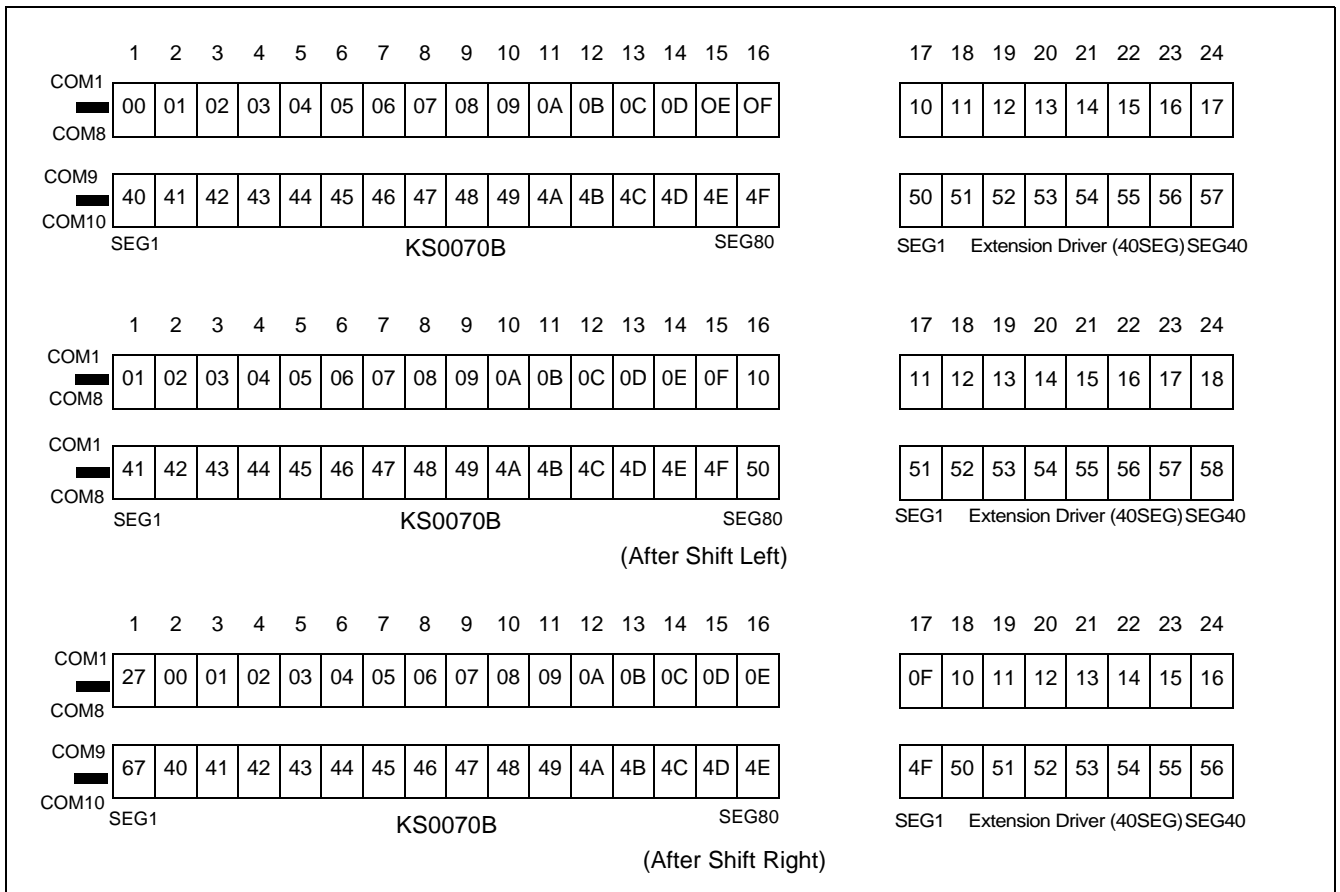 1 2 3 4 5 6 7 8 9 10 11 12 13 14 15 16 17 18 19 20 21 22 23 24
COM1
00 01 02 03 04 05 06 07 08 09 0A 0B 0C 0D OE OF 10 11 12 13 14 15 16 17
COM8
COM9
40 41 42 43 44 45 46 47 48 49 4A 4B 4C 4D 4E 4F 50 51 52 53 54 55 56 57
COM10
SEG1 KS0070B SEG80 SEG1 Extension Driver (40SEG) SEG40
1 2 3 4 5 6 7 8 9 10 11 12 13 14 15 16 17 18 19 20 21 22 23 24
COM1
01 02 03 04 05 06 07 08 09 0A 0B 0C 0D 0E 0F 10 11 12 13 14 15 16 17 18
COM8
COM1
41 42 43 44 45 46 47 48 49 4A 4B 4C 4D 4E 4F 50 51 52 53 54 55 56 57 58
COM8
SEG1 KS0070B SEG80 SEG1 Extension Driver (40SEG) SEG40
(After Shift Left)
1 2 3 4 5 6 7 8 9 10 11 12 13 14 15 16 17 18 19 20 21 22 23 24
COM1
27 00 01 02 03 04 05 06 07 08 09 0A 0B 0C 0D 0E 0F 10 11 12 13 14 15 16
COM8
COM9
67 40 41 42 43 44 45 46 47 48 49 4A 4B 4C 4D 4E 4F 50 51 52 53 54 55 56
COM10
SEG1 KS0070B SEG80 SEG1 Extension Driver (40SEG) SEG40
(After Shift Right)